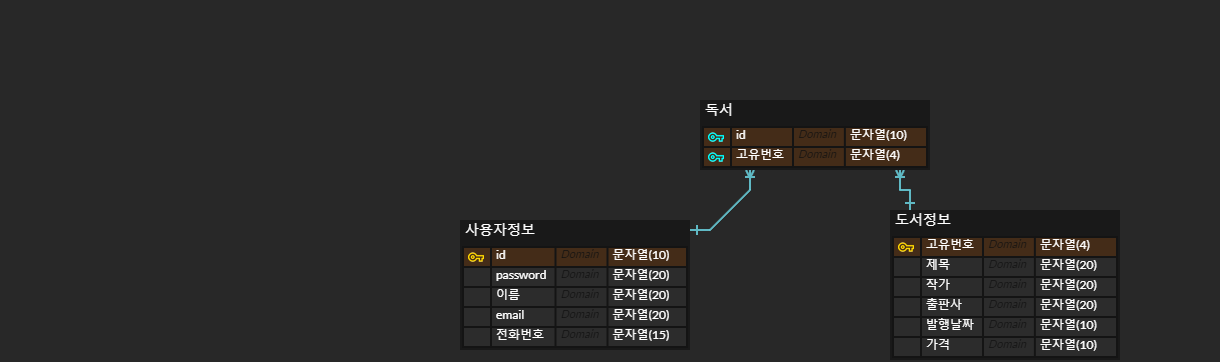 독서
id Domain 문자열(10)
고유번호 Domain 문자열(4)
사용자정보
id Domain 문자열(10)
password Domain 문자열(20)
이름 Domain 문자열(20)
email Domain 문자열(20)
전화번호 Domain 문자열(15)
도서정보
고유번호 Domain 문자열(4)
제목 Domain 문자열(20)
작가 Domain 문자열(20)
출판사 Domain 문자열(20)
발행날짜 Domain 문자열(10)
가격 Domain 문자열(10)